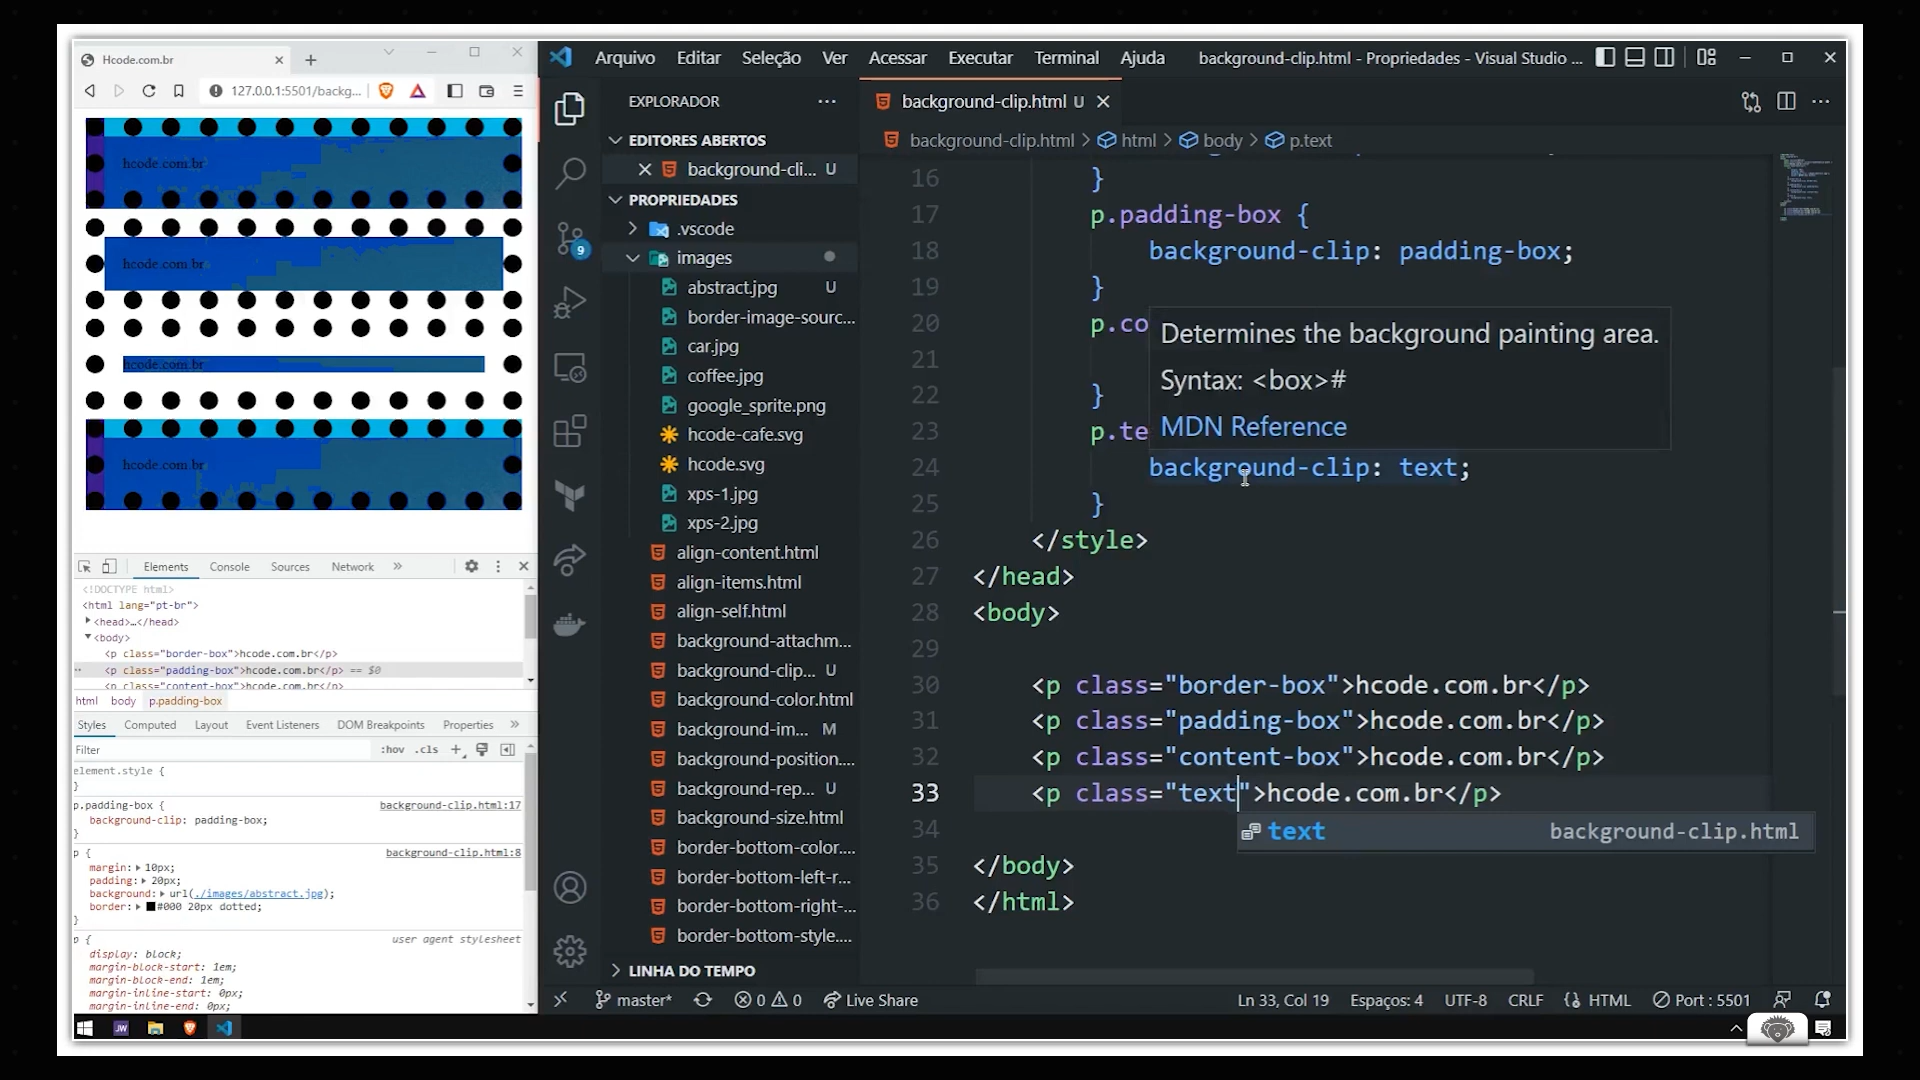 Hcode.com.br
127.0.0.1:5501/backg...
hcode.com.br
hcode.com.br
hcode.com.br
hcode.com.br
Elements Console Sources Network »
<!DOCTYPE html>
<html lang="pt-br">
<head>…</head>
<body>
<p class="border-box">hcode.com.br</p>
<p class="padding-box">hcode.com.br</p> == $0
<p class="content-box">hcode.com.br</p>
html body p.padding-box
Styles Computed Layout Event Listeners DOM Breakpoints Properties »
Filter :hov .cls +
element.style {
}
p.padding-box { background-clip.html:17
background-clip: padding-box;
}
p { background-clip.html:8
margin: 10px;
padding: 20px;
background: url(./images/abstract.jpg);
border: #000 20px dotted;
}
p { user agent stylesheet
display: block;
margin-block-start: 1em;
margin-block-end: 1em;
margin-inline-start: 0px;
margin-inline-end: 0px;
Arquivo Editar Seleção Ver Acessar Executar Terminal Ajuda background-clip.html - Propriedades - Visual Studio ...
9
EXPLORADOR
EDITORES ABERTOS
background-cli... U
PROPRIEDADES
.vscode
images
abstract.jpg U
border-image-sourc...
car.jpg
coffee.jpg
google_sprite.png
hcode-cafe.svg
hcode.svg
xps-1.jpg
xps-2.jpg
align-content.html
align-items.html
align-self.html
background-attachm...
background-clip... U
background-color.html
background-im... M
background-position....
background-rep... U
background-size.html
border-bottom-color....
border-bottom-left-r...
border-bottom-right-...
border-bottom-style....
LINHA DO TEMPO
background-clip.html U
background-clip.html > html > body > p.text
16 }
17 p.padding-box {
18 background-clip: padding-box;
19 }
20 p.co
21
22 }
23 p.te
24 background-clip: text;
25 }
26 </style>
27 </head>
28 <body>
29
30 <p class="border-box">hcode.com.br</p>
31 <p class="padding-box">hcode.com.br</p>
32 <p class="content-box">hcode.com.br</p>
33 <p class="text">hcode.com.br</p>
34
35 </body>
36 </html>
Determines the background painting area.
Syntax: <box>#
MDN Reference
text background-clip.html
master* 0 0 Live Share Ln 33, Col 19 Espaços: 4 UTF-8 CRLF HTML Port : 5501
JW